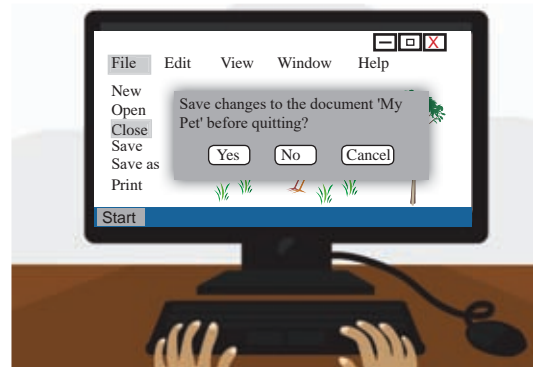 X
File Edit View Window Help
New
Open
Close
Save
Save as
Print
Save changes to the document 'My
Pet' before quitting?
Yes No Cancel
Start